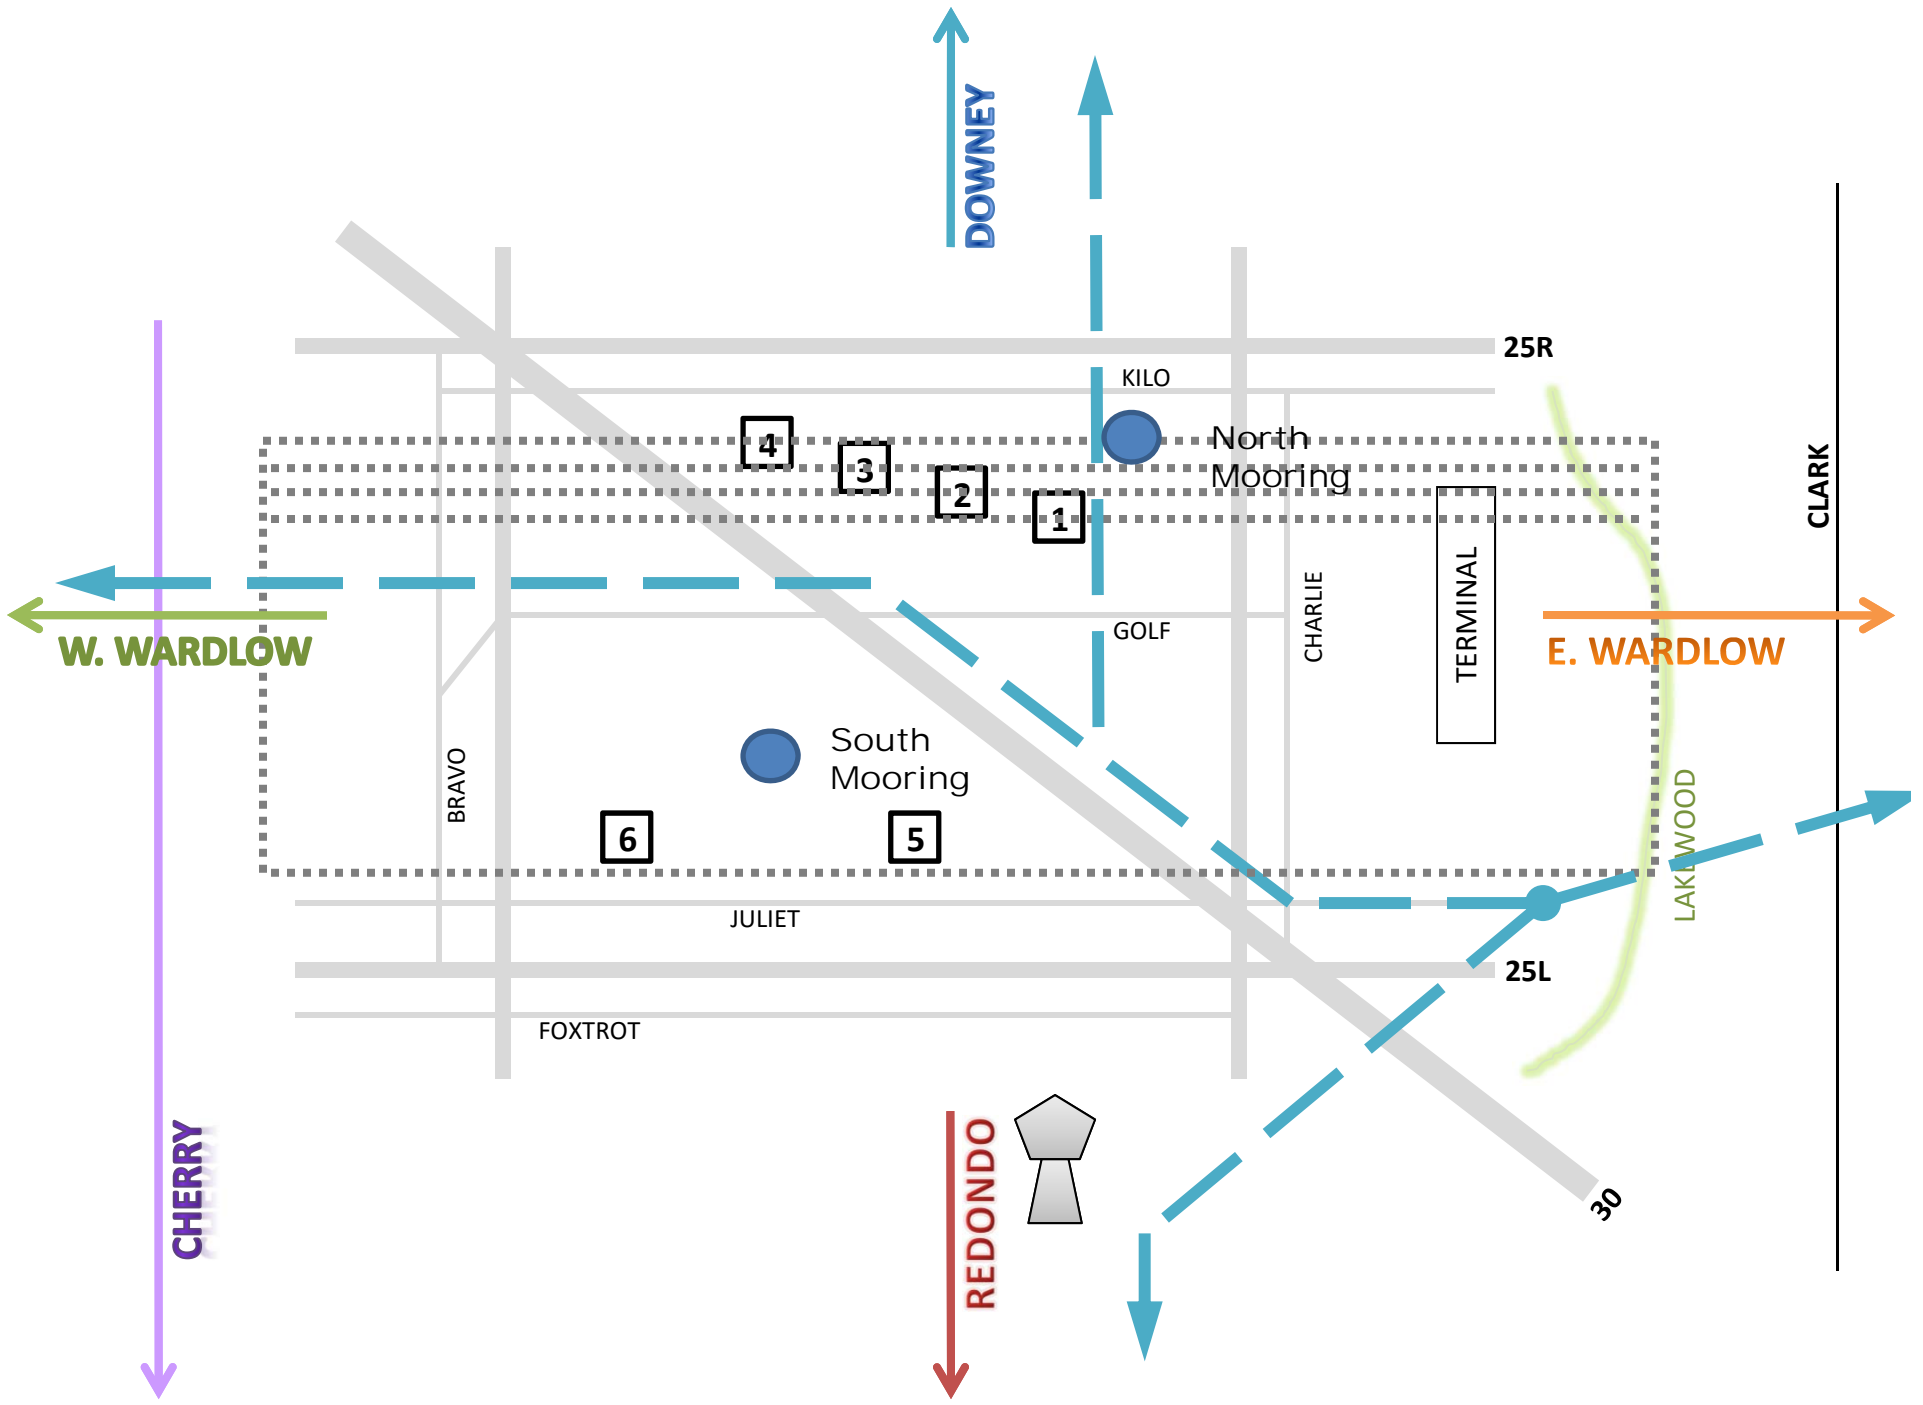 DOWNEY
25R
KILO
4
3
2
1
North
Mooring
CLARK
TERMINAL
CHARLIE
GOLF
W. WARDLOW
E. WARDLOW
South
Mooring
BRAVO
6
5
LAKEWOOD
JULIET
25L
FOXTROT
CHERRY
REDONDO
30